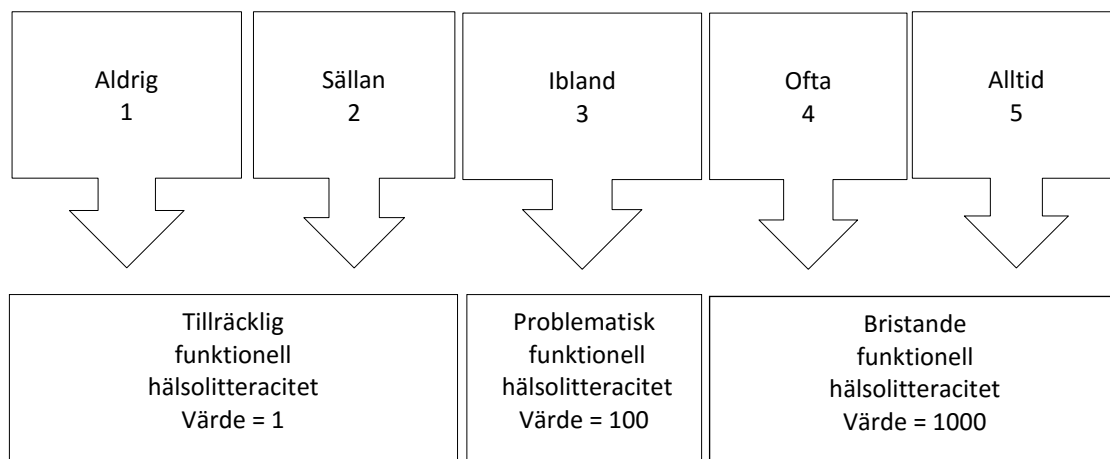 Aldrig
1
Sällan
2
Ibland
3
Ofta
4
Alltid
5
Tillräcklig
funktionell
hälsolitteracitet
Värde = 1
Problematisk
funktionell
hälsolitteracitet
Värde = 100
Bristande
funktionell
hälsolitteracitet
Värde = 1000